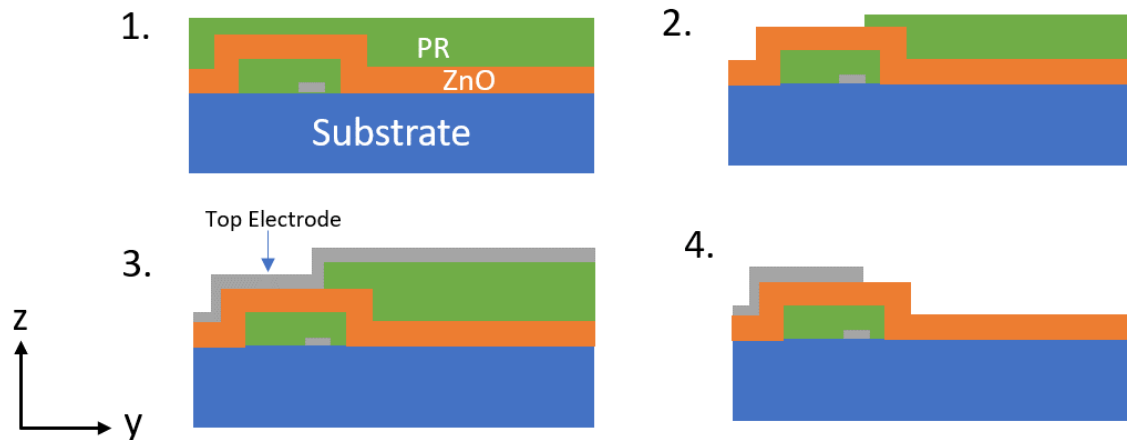 1.
PR
ZnO
Substrate
2.
Top Electrode
3.
4.
z
y